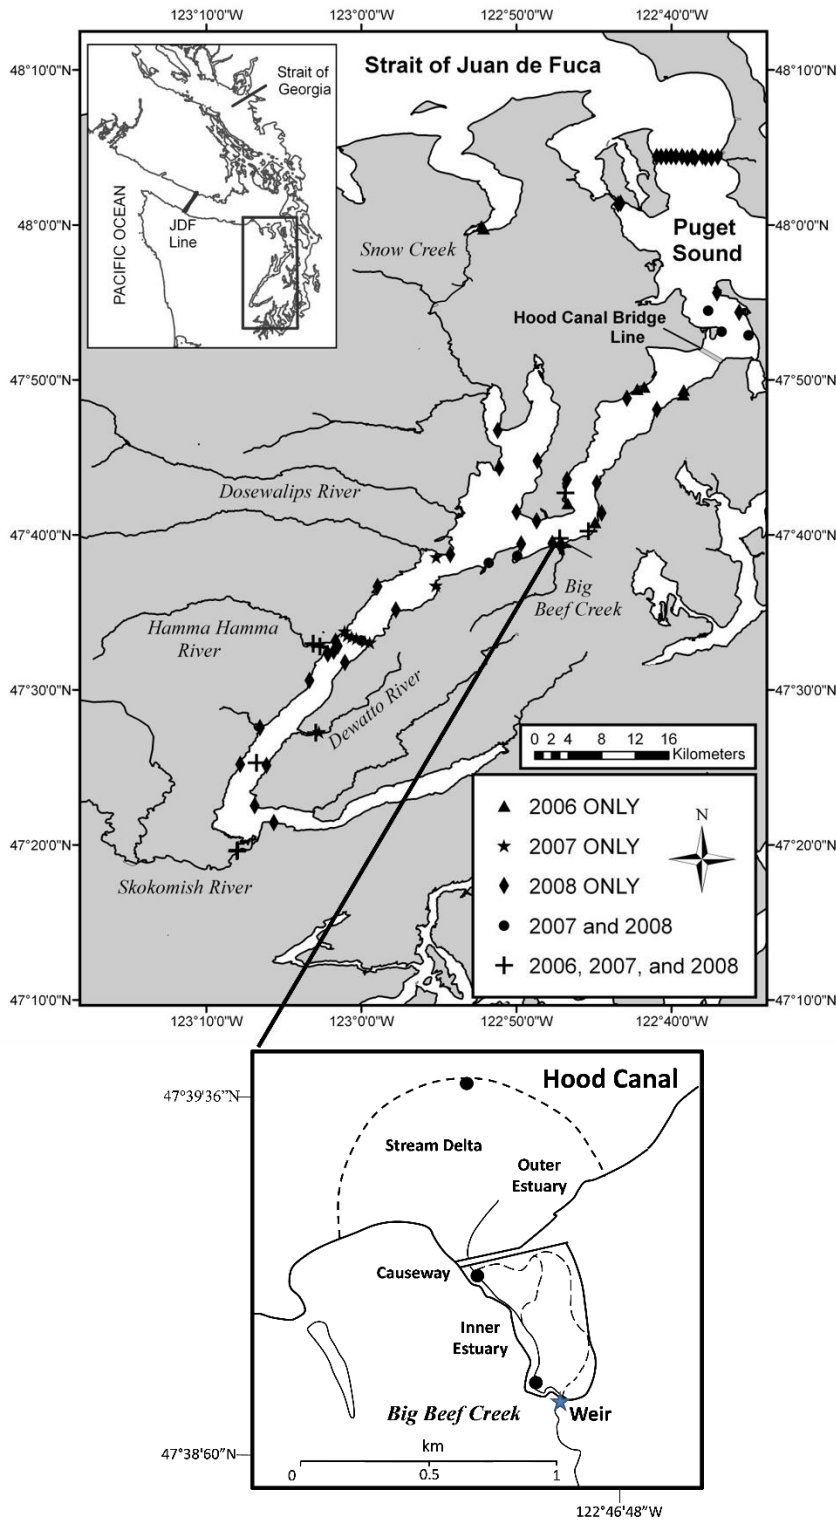 123°10'0"W
123°0'0"W
122°50'0"W
122°40'0"W
48°10'0"N
48°10'0"N
Strait of Juan de Fuca
Strait of
Georgia
PACIFIC OCEAN
JDF
Line
48°0'0"N
48°0'0"N
Snow Creek
Puget
Sound
Hood Canal Bridge
Line
47°50'0"N
47°50'0"N
Dosewalips River
47°40'0"N
47°40'0"N
Big
Beef Creek
Hamma Hamma
River
47°30'0"N
47°30'0"N
Dewatto River
0 2 4 8 12 16
Kilometers
2006 ONLY
N
2007 ONLY
2008 ONLY
2007 and 2008
2006, 2007, and 2008
47°20'0"N
47°20'0"N
Skokomish River
47°10'0"N
47°10'0"N
123°10'0"W
123°0'0"W
122°50'0"W
122°40'0"W
Hood Canal
47°39'36"N
Stream Delta
Outer
Estuary
Causeway
Inner
Estuary
Big Beef Creek
Weir
km
0 0.5 1
47°38'60"N
122°46'48"W